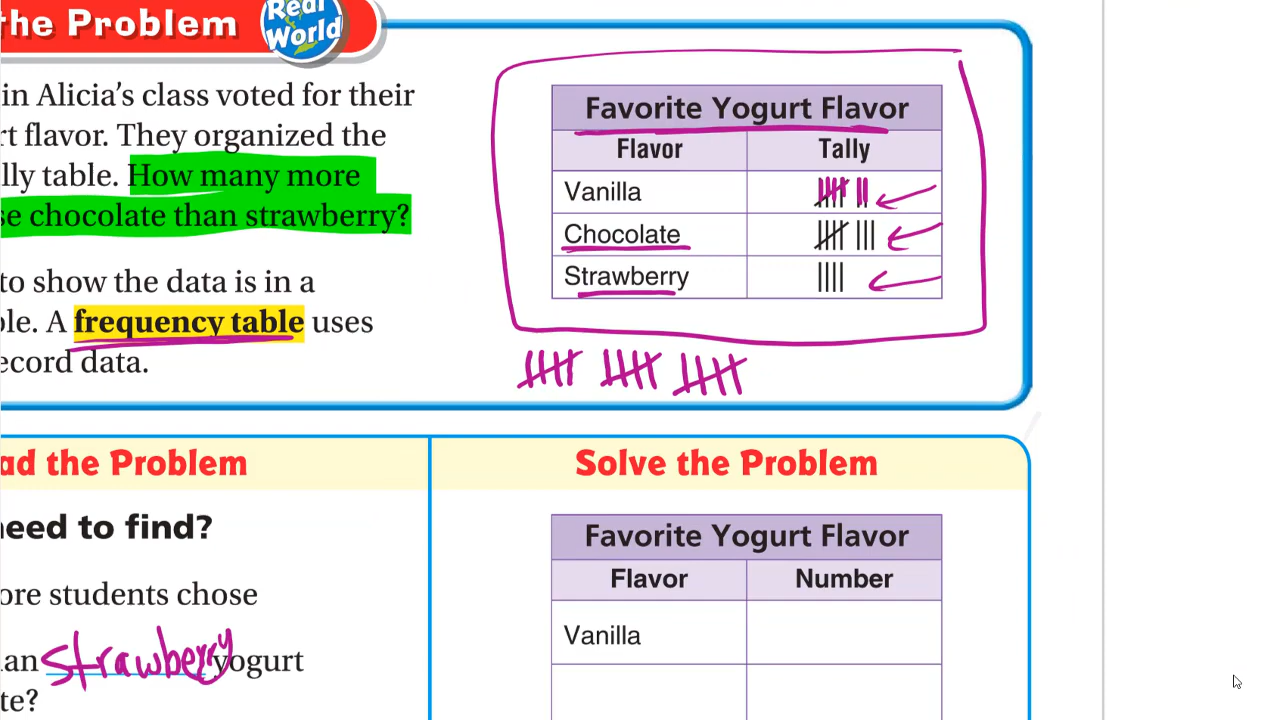 the Problem
Real
World
in Alicia's class voted for their
rt flavor. They organized the
lly table. How many more
se chocolate than strawberry?
to show the data is in a
ble. A frequency table uses
ecord data.
Favorite Yogurt Flavor
Flavor Tally
Vanilla
Chocolate
Strawberry
ad the Problem
need to find?
ore students chose
an strawberry yogurt
te?
Solve the Problem
Favorite Yogurt Flavor
Flavor Number
Vanilla